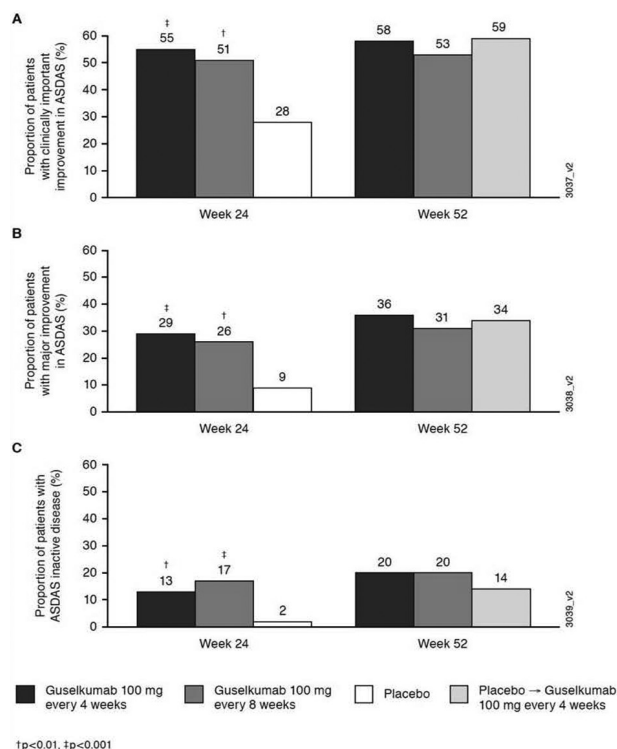 A
Proportion of patients
with clinically important
improvement in ASDAS (%)
60
50
40
30
20
10
0
‡
55
†
51
28
58
53
59
Week 24
Week 52
3037_v2
B
Proportion of patients
with major improvement
in ASDAS (%)
60
50
40
30
20
10
0
‡
29
†
26
9
36
31
34
Week 24
Week 52
3038_v2
C
Proportion of patients with
ASDAS inactive disease (%)
60
50
40
30
20
10
0
†
13
‡
17
2
20
20
14
Week 24
Week 52
3039_v2
Guselkumab 100 mg
every 4 weeks
Guselkumab 100 mg
every 8 weeks
Placebo
Placebo → Guselkumab
100 mg every 4 weeks
†p<0.01, ‡p<0.001